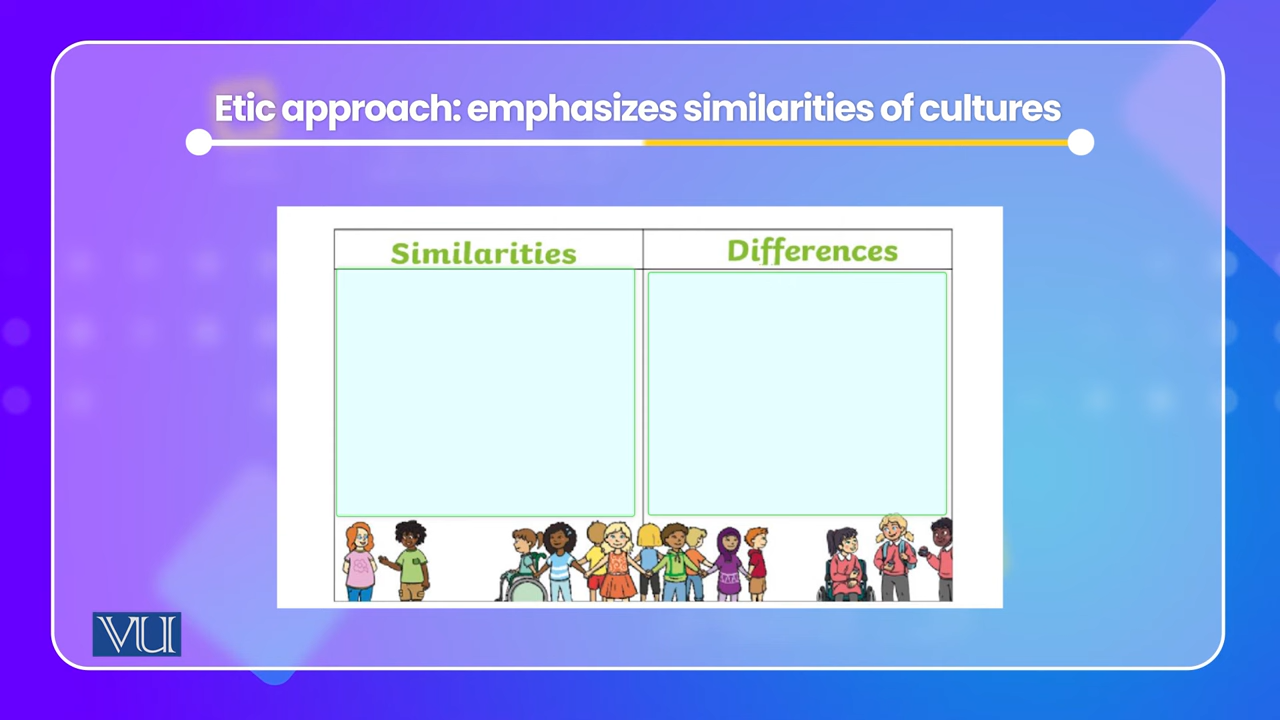 Etic approach: emphasizes similarities of cultures
Similarities
Differences
VU